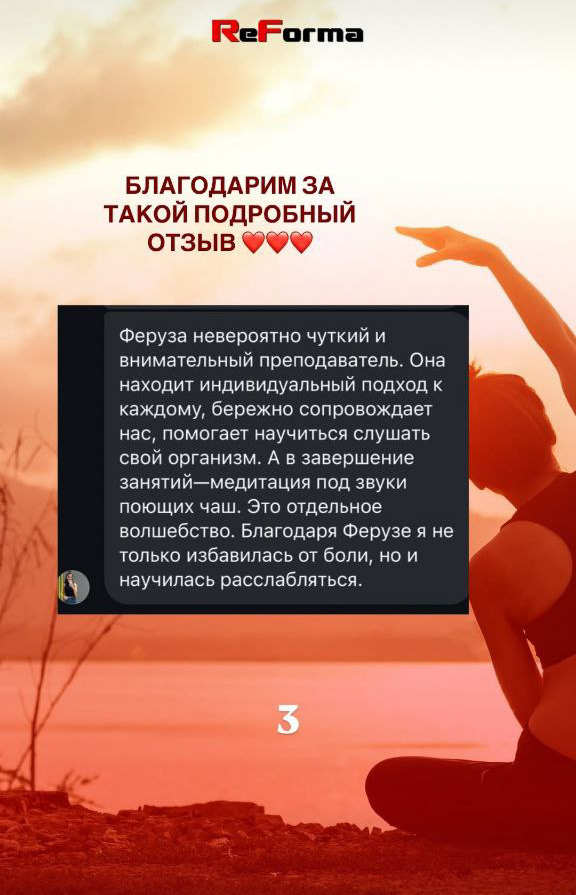 ReForma
БЛАГОДАРИМ ЗА
ТАКОЙ ПОДРОБНЫЙ
ОТЗЫВ ❤️❤️❤️
Феруза невероятно чуткий и
внимательный преподаватель. Она
находит индивидуальный подход к
каждому, бережно сопровождает
нас, помогает научиться слушать
свой организм. А в завершение
занятий—медитация под звуки
поющих чаш. Это отдельное
волшебство. Благодаря Ферузе я не
только избавилась от боли, но и
научилась расслабляться.
3